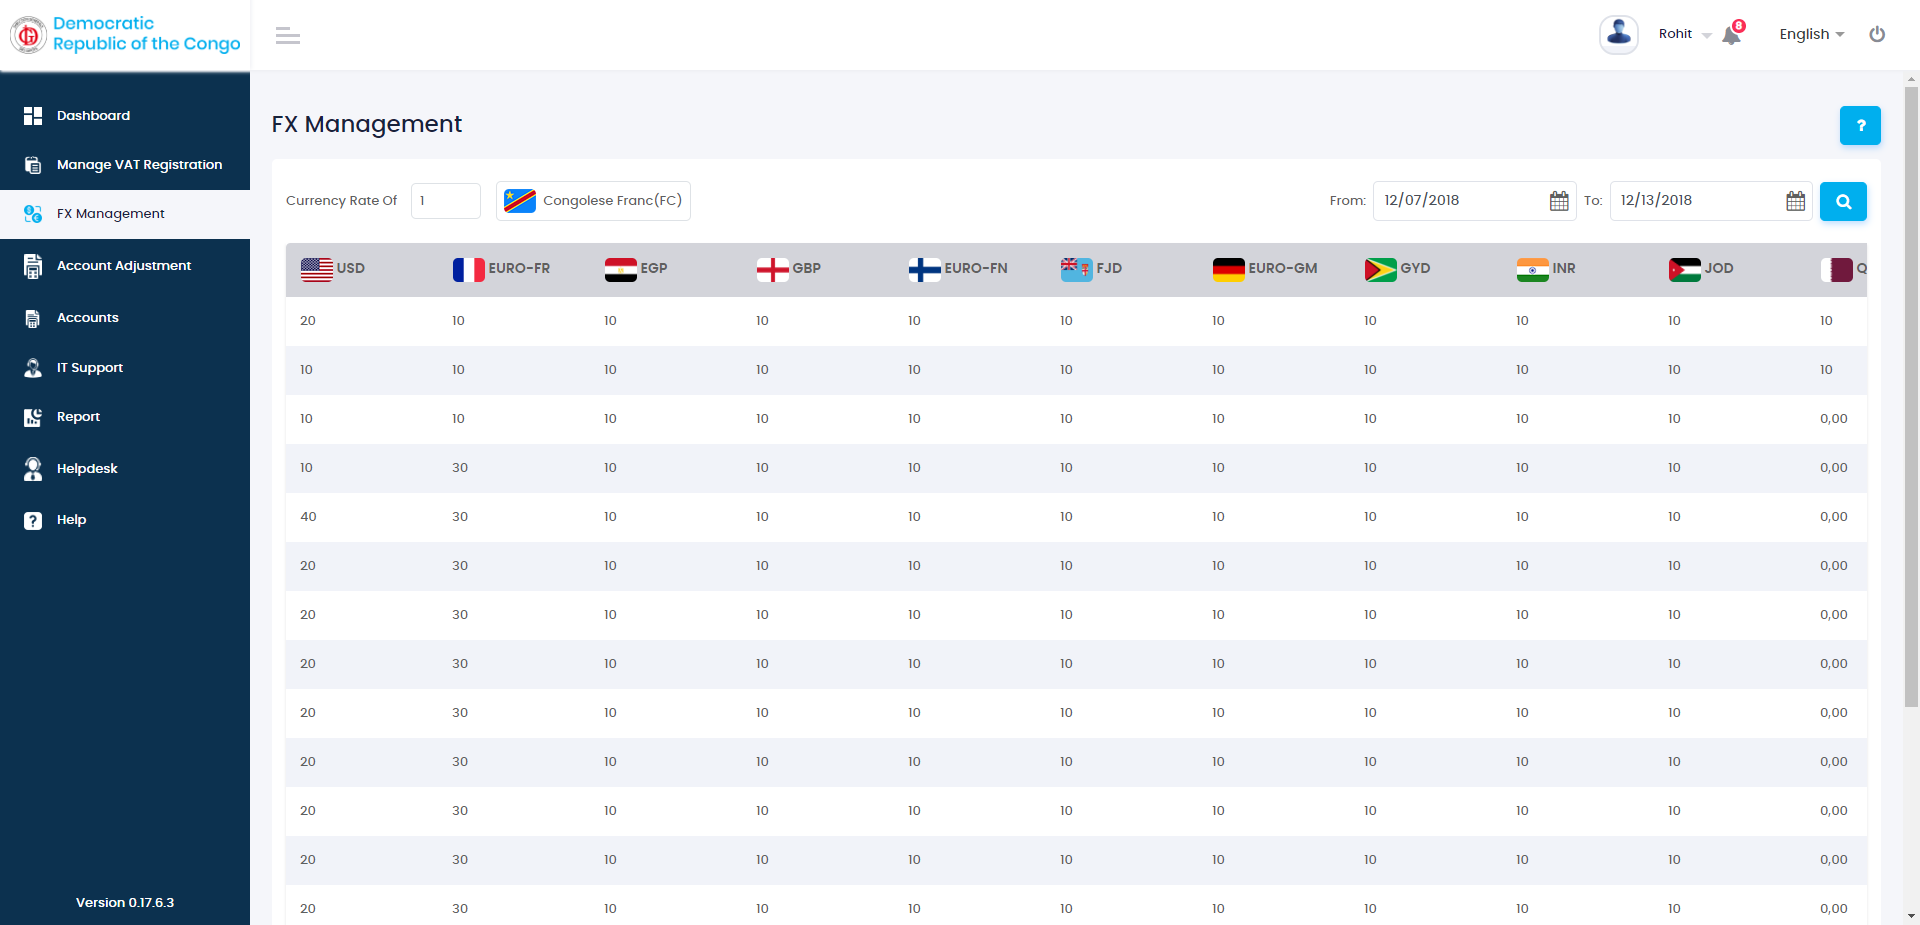 Democratic
Republic of the Congo
Rohit
8
English
Dashboard
Manage VAT Registration
FX Management
Account Adjustment
Accounts
IT Support
Report
Helpdesk
? Help
Version 0.17.6.3
FX Management
?
Currency Rate Of 1 Congolese Franc(FC) From: 12/07/2018 To: 12/13/2018
USD EURO-FR EGP GBP EURO-FN FJD EURO-GM GYD INR JOD Q
20 10 10 10 10 10 10 10 10 10 10
10 10 10 10 10 10 10 10 10 10 10
10 10 10 10 10 10 10 10 10 10 0,00
10 30 10 10 10 10 10 10 10 10 0,00
40 30 10 10 10 10 10 10 10 10 0,00
20 30 10 10 10 10 10 10 10 10 0,00
20 30 10 10 10 10 10 10 10 10 0,00
20 30 10 10 10 10 10 10 10 10 0,00
20 30 10 10 10 10 10 10 10 10 0,00
20 30 10 10 10 10 10 10 10 10 0,00
20 30 10 10 10 10 10 10 10 10 0,00
20 30 10 10 10 10 10 10 10 10 0,00
20 30 10 10 10 10 10 10 10 10 0,00